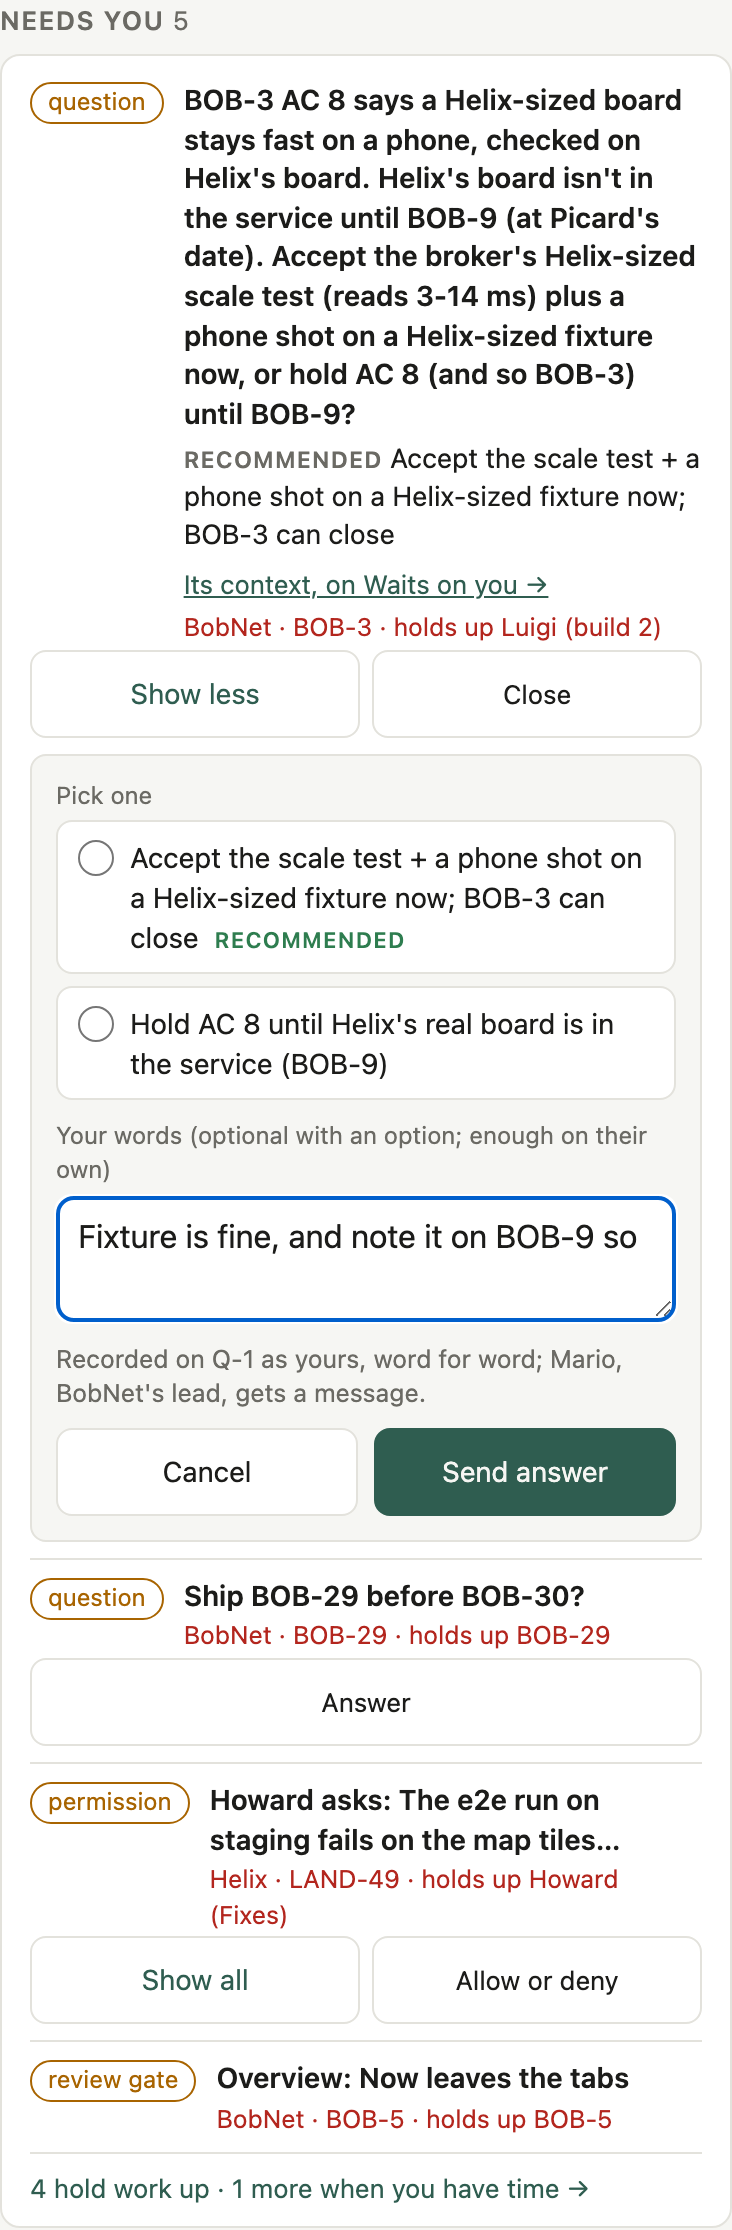 NEEDS YOU 5
question
BOB-3 AC 8 says a Helix-sized board
stays fast on a phone, checked on
Helix's board. Helix's board isn't in
the service until BOB-9 (at Picard's
date). Accept the broker's Helix-sized
scale test (reads 3-14 ms) plus a
phone shot on a Helix-sized fixture
now, or hold AC 8 (and so BOB-3)
until BOB-9?
RECOMMENDED Accept the scale test + a
phone shot on a Helix-sized fixture now;
BOB-3 can close
Its context, on Waits on you →
BobNet · BOB-3 · holds up Luigi (build 2)
Show less
Close
Pick one
Accept the scale test + a phone shot on
a Helix-sized fixture now; BOB-3 can
close RECOMMENDED
Hold AC 8 until Helix's real board is in
the service (BOB-9)
Your words (optional with an option; enough on their
own)
Fixture is fine, and note it on BOB-9 so
Recorded on Q-1 as yours, word for word; Mario,
BobNet's lead, gets a message.
Cancel
Send answer
question
Ship BOB-29 before BOB-30?
BobNet · BOB-29 · holds up BOB-29
Answer
permission
Howard asks: The e2e run on
staging fails on the map tiles...
Helix · LAND-49 · holds up Howard
(Fixes)
Show all
Allow or deny
review gate
Overview: Now leaves the tabs
BobNet · BOB-5 · holds up BOB-5
4 hold work up · 1 more when you have time →